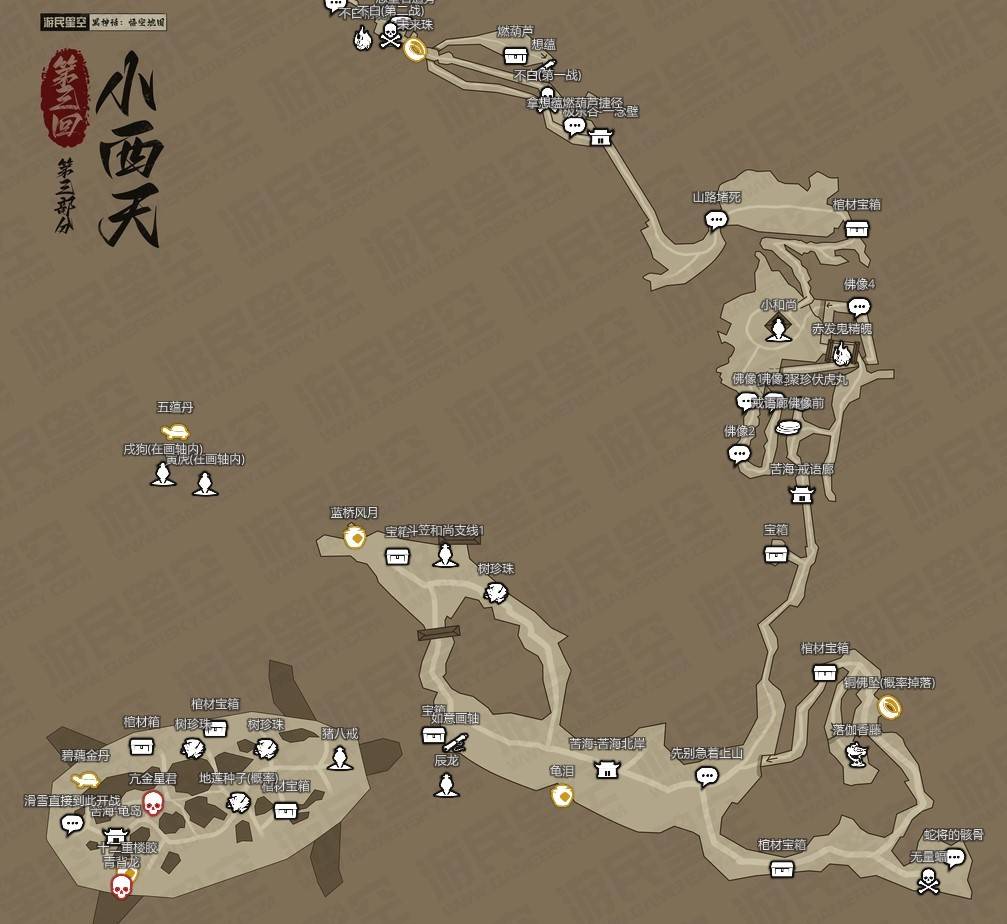 游民星空
黑神话：悟空地图
第三回
小西天
第三部分
不白(第二战)
未来珠
燃葫芦
想蕴
不白(第一战)
拿想蕴燃葫芦捷径
极乐谷-一念壁
山路堵死
棺材宝箱
佛像4
小和尚
赤发鬼精魄
佛像1
佛像3
聚珍伏虎丸
戒语廊佛像前
佛像2
苦海-戒语廊
五蕴丹
戌狗(在画轴内)
寅虎(在画轴内)
蓝桥风月
宝箱
斗笠和尚支线1
宝箱
树珍珠
棺材宝箱
铜佛坠(概率掉落)
棺材宝箱
宝箱
如意画轴
落伽香藤
棺材箱
树珍珠
树珍珠
猪八戒
苦海-苦海北岸
先别急着上山
碧藕金丹
亢金星君
地莲种子(概率)
棺材宝箱
辰龙
龟泪
滑雪直接到此开战
苦海-龟岛
蛇将的骸骨
十二重楼胶
棺材宝箱
无量蝠
青背龙